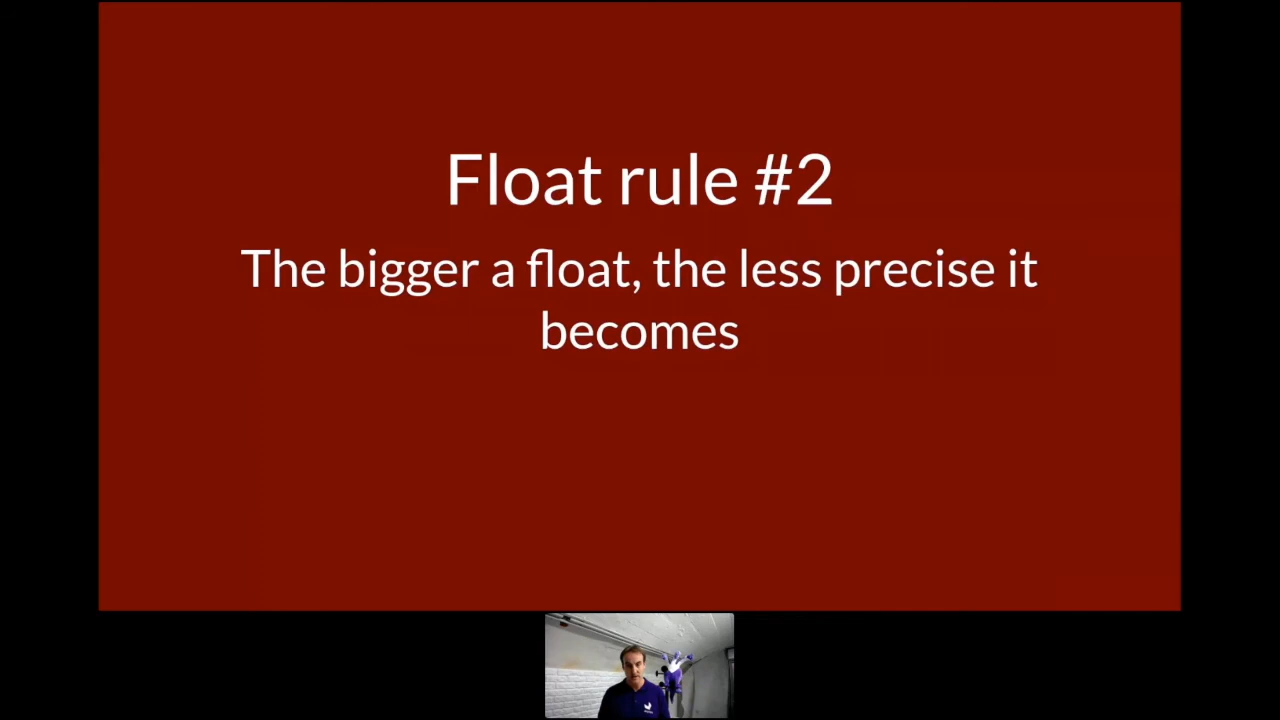 Float rule #2
The bigger a float, the less precise it
becomes